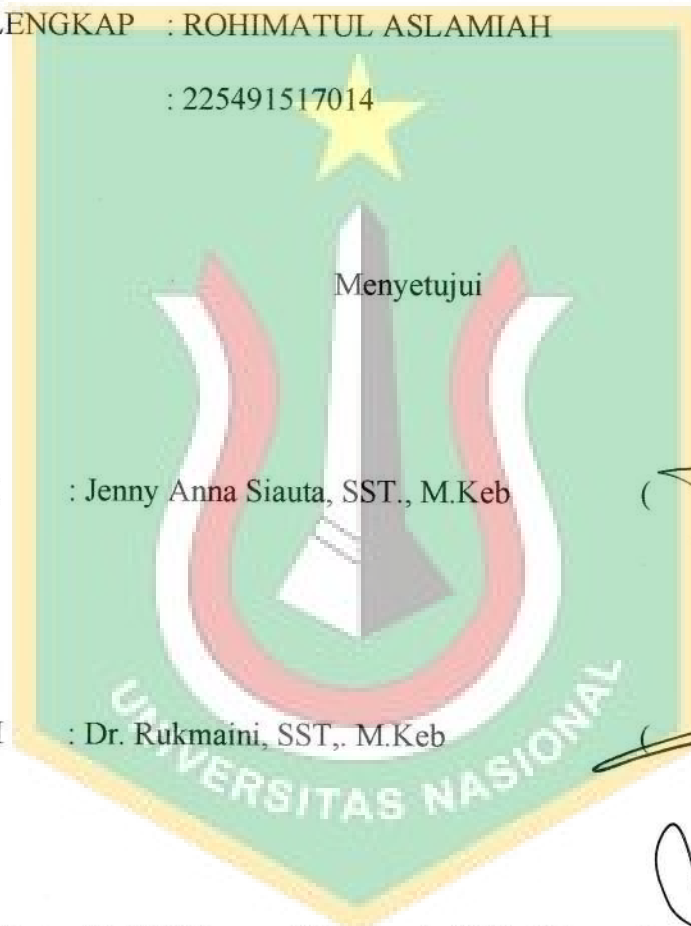 LENGKAP : ROHIMATUL ASLAMIAH
: 225491517014
Menyetujui
: Jenny Anna Siauta, SST., M.Keb (
: Dr. Rukmaini, SST,. M.Keb (
UNIVERSITAS NASIONAL